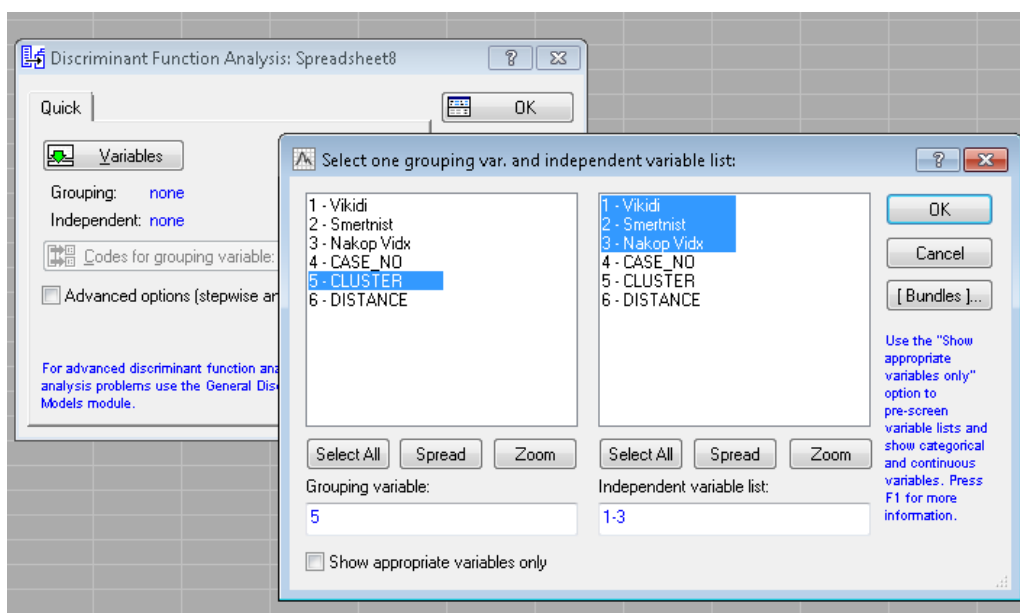 Discriminant Function Analysis: Spreadsheet8
Quick
OK
Variables
Grouping: none
Independent: none
Codes for grouping variable:
Advanced options (stepwise an
For advanced discriminant function ana
analysis problems use the General Dis
Models module.
Select one grouping var. and independent variable list:
1 - Vikidi
2 - Smertnist
3 - Nakop Vidx
4 - CASE_NO
5 - CLUSTER
6 - DISTANCE
1 - Vikidi
2 - Smertnist
3 - Nakop Vidx
4 - CASE_NO
5 - CLUSTER
6 - DISTANCE
OK
Cancel
[ Bundles ]...
Use the "Show
appropriate
variables only"
option to
pre-screen
variable lists and
show categorical
and continuous
variables. Press
F1 for more
information.
Select All Spread Zoom
Select All Spread Zoom
Grouping variable:
Independent variable list:
5
1-3
Show appropriate variables only